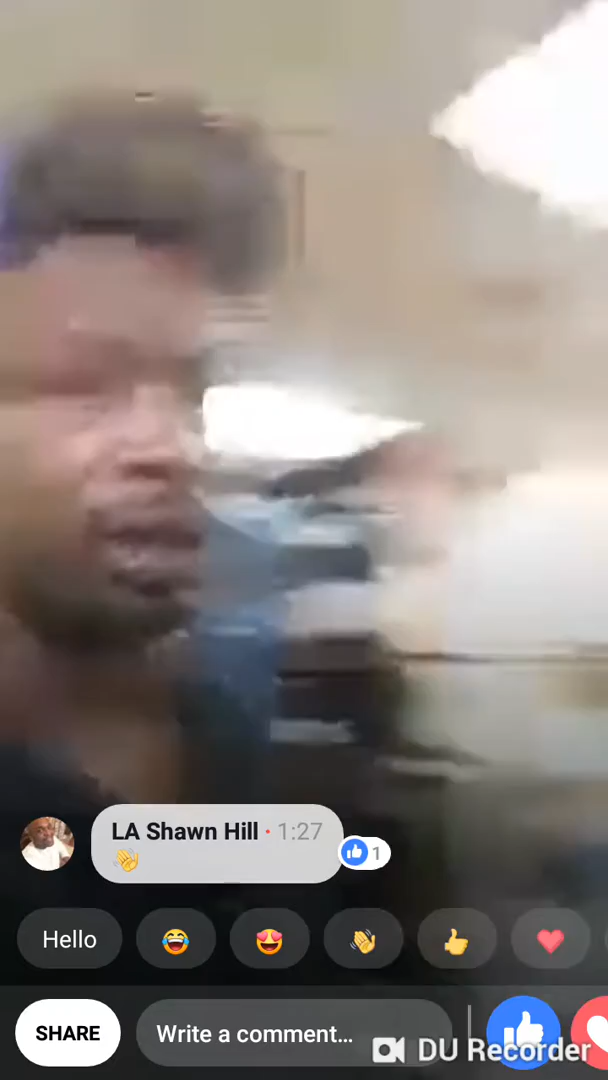 LA Shawn Hill • 1:27
👋
1
Hello
😂 😍 👋 👍 ❤️
SHARE
Write a comment...
DU Recorder